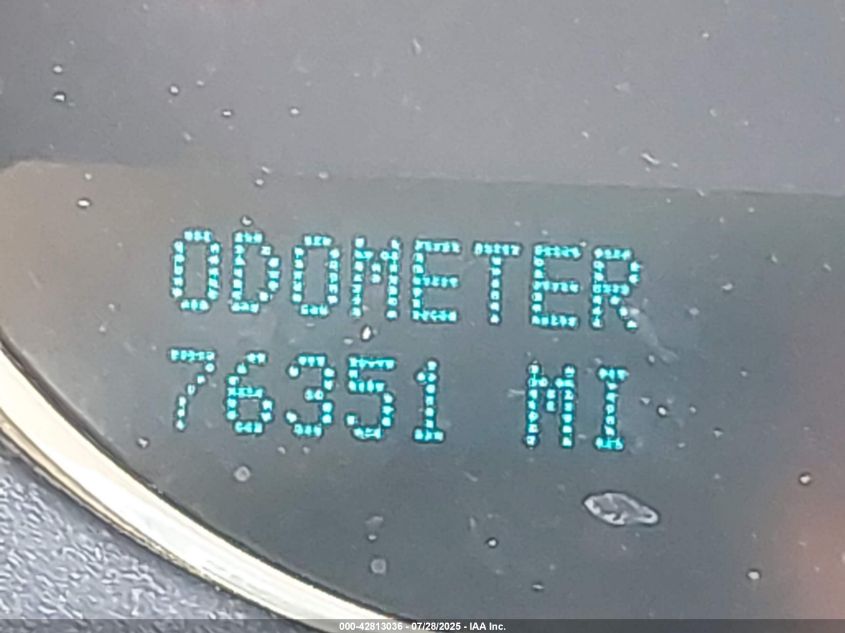 ODOMETER
76351 MI
000-42813036 - 07/28/2025 - IAA Inc.